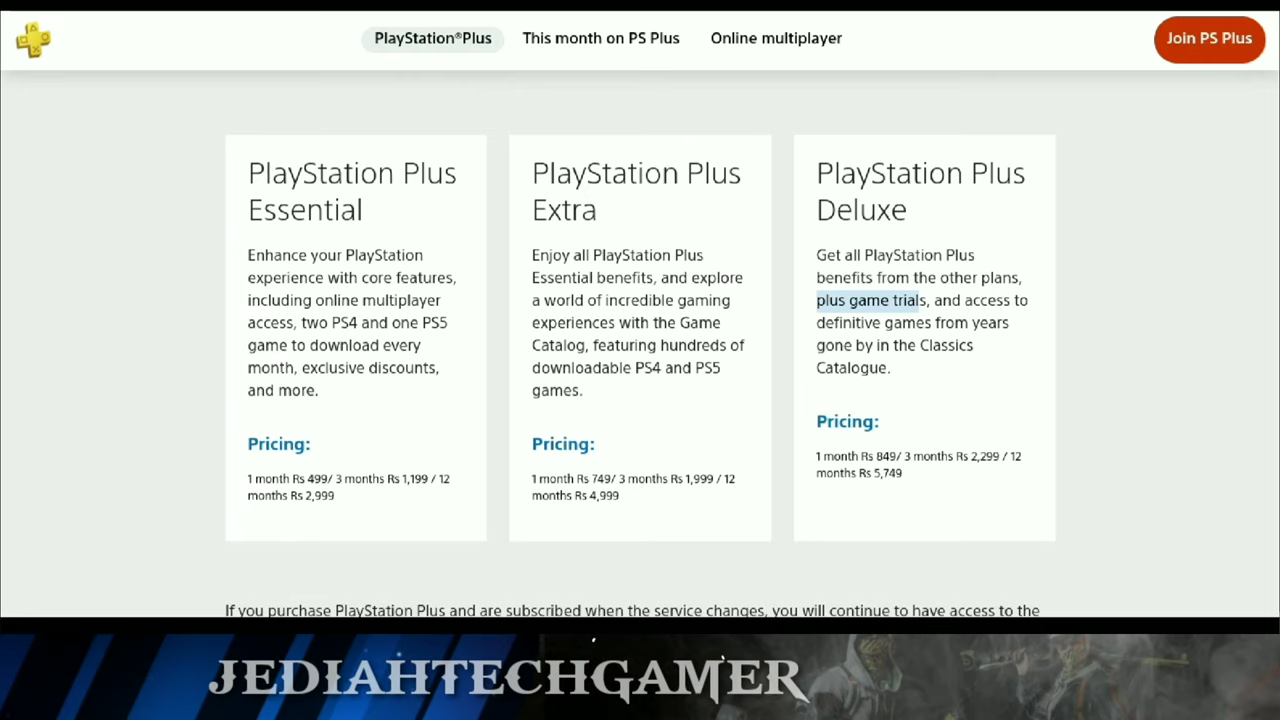 PlayStation®Plus
This month on PS Plus
Online multiplayer
Join PS Plus
PlayStation Plus
Essential
Enhance your PlayStation
experience with core features,
including online multiplayer
access, two PS4 and one PS5
game to download every
month, exclusive discounts,
and more.
Pricing:
1 month Rs 499/ 3 months Rs 1,199 / 12
months Rs 2,999
PlayStation Plus
Extra
Enjoy all PlayStation Plus
Essential benefits, and explore
a world of incredible gaming
experiences with the Game
Catalog, featuring hundreds of
downloadable PS4 and PS5
games.
Pricing:
1 month Rs 749/ 3 months Rs 1,999 / 12
months Rs 4,999
PlayStation Plus
Deluxe
Get all PlayStation Plus
benefits from the other plans,
plus game trials, and access to
definitive games from years
gone by in the Classics
Catalogue.
Pricing:
1 month Rs 849/ 3 months Rs 2,299 / 12
months Rs 5,749
If you purchase PlayStation Plus and are subscribed when the service changes, you will continue to have access to the
JEDIAHTECHGAMER